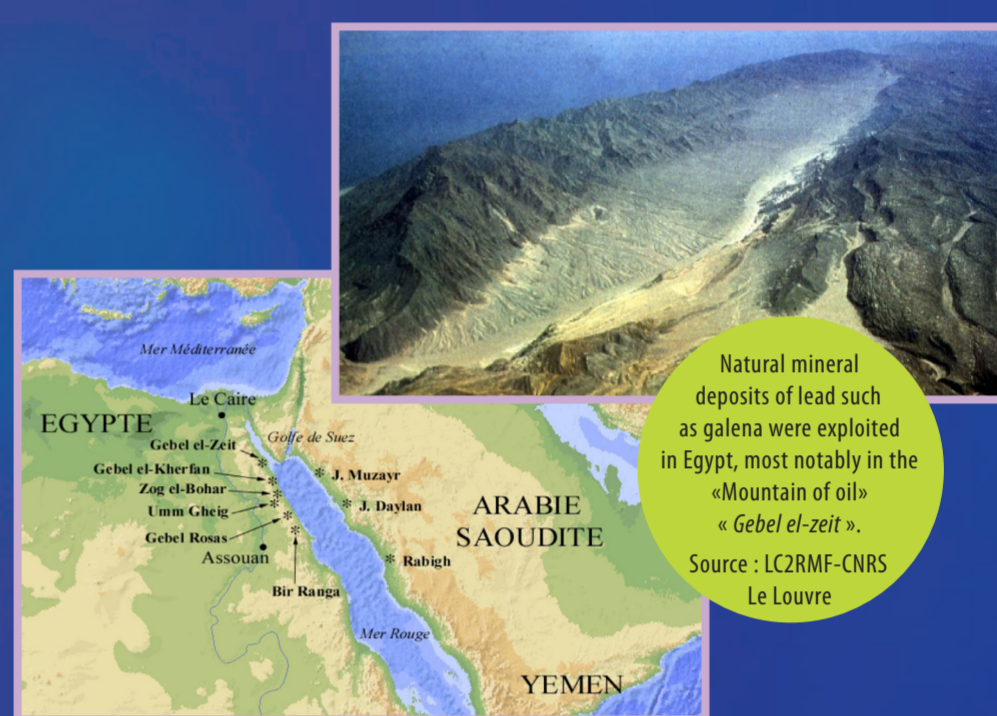 Natural mineral
deposits of lead such
as galena were exploited
in Egypt, most notably in the
«Mountain of oil»
« Gebel el-zeit ».
Source : LC2RMF-CNRS
Le Louvre
Mer Méditerranée
Le Caire
EGYPTE
Golfe de Suez
Gebel el-Zeit
Gebel el-Kherfan
Zog el-Bohar
Umm Gheig
Gebel Rosas
Assouan
Bir Ranga
J. Muzayr
J. Daylan
Rabigh
ARABIE
SAOUDITE
Mer Rouge
YEMEN